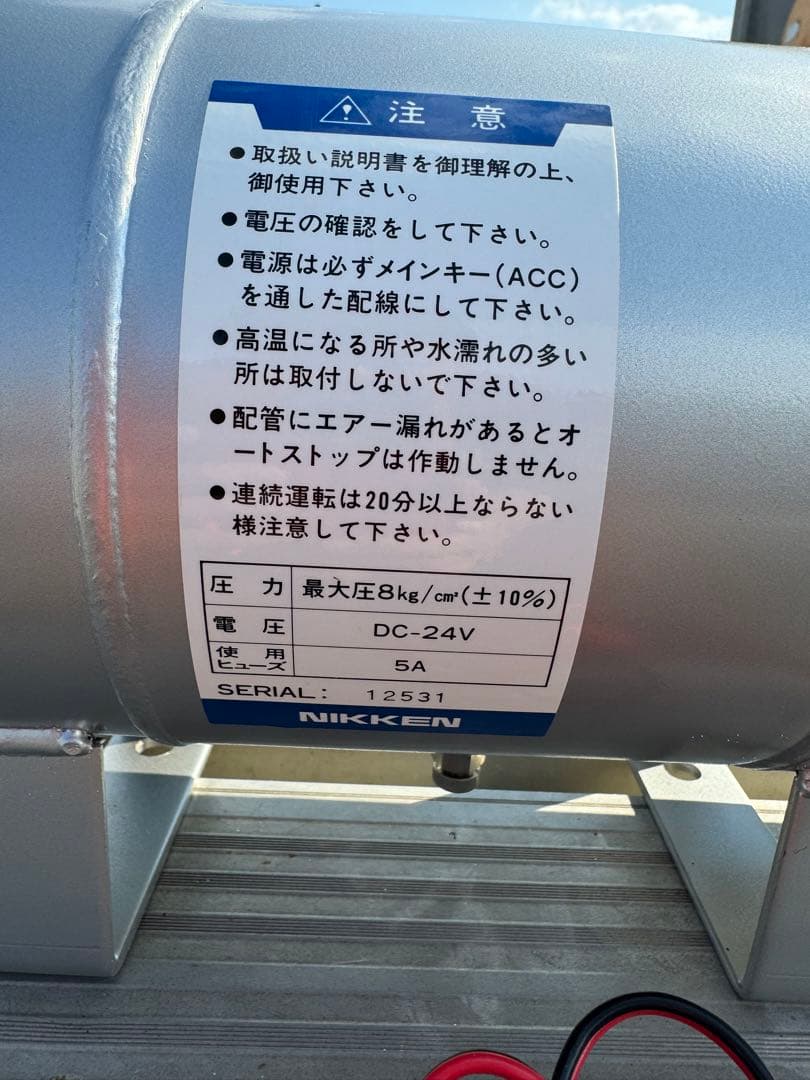 注意
●取扱い説明書を御理解の上、
御使用下さい。
●電圧の確認をして下さい。
●電源は必ずメインキー(ACC)
を通した配線にして下さい。
●高温になる所や水濡れの多い
所は取付しないで下さい。
●配管にエアー漏れがあるとオ
ートストップは作動しません。
●連続運転は20分以上ならない
様注意して下さい。
圧力 最大圧8kg/cm²(±10%)
電圧 DC-24V
使用ヒューズ 5A
SERIAL: 12531
NIKKEN